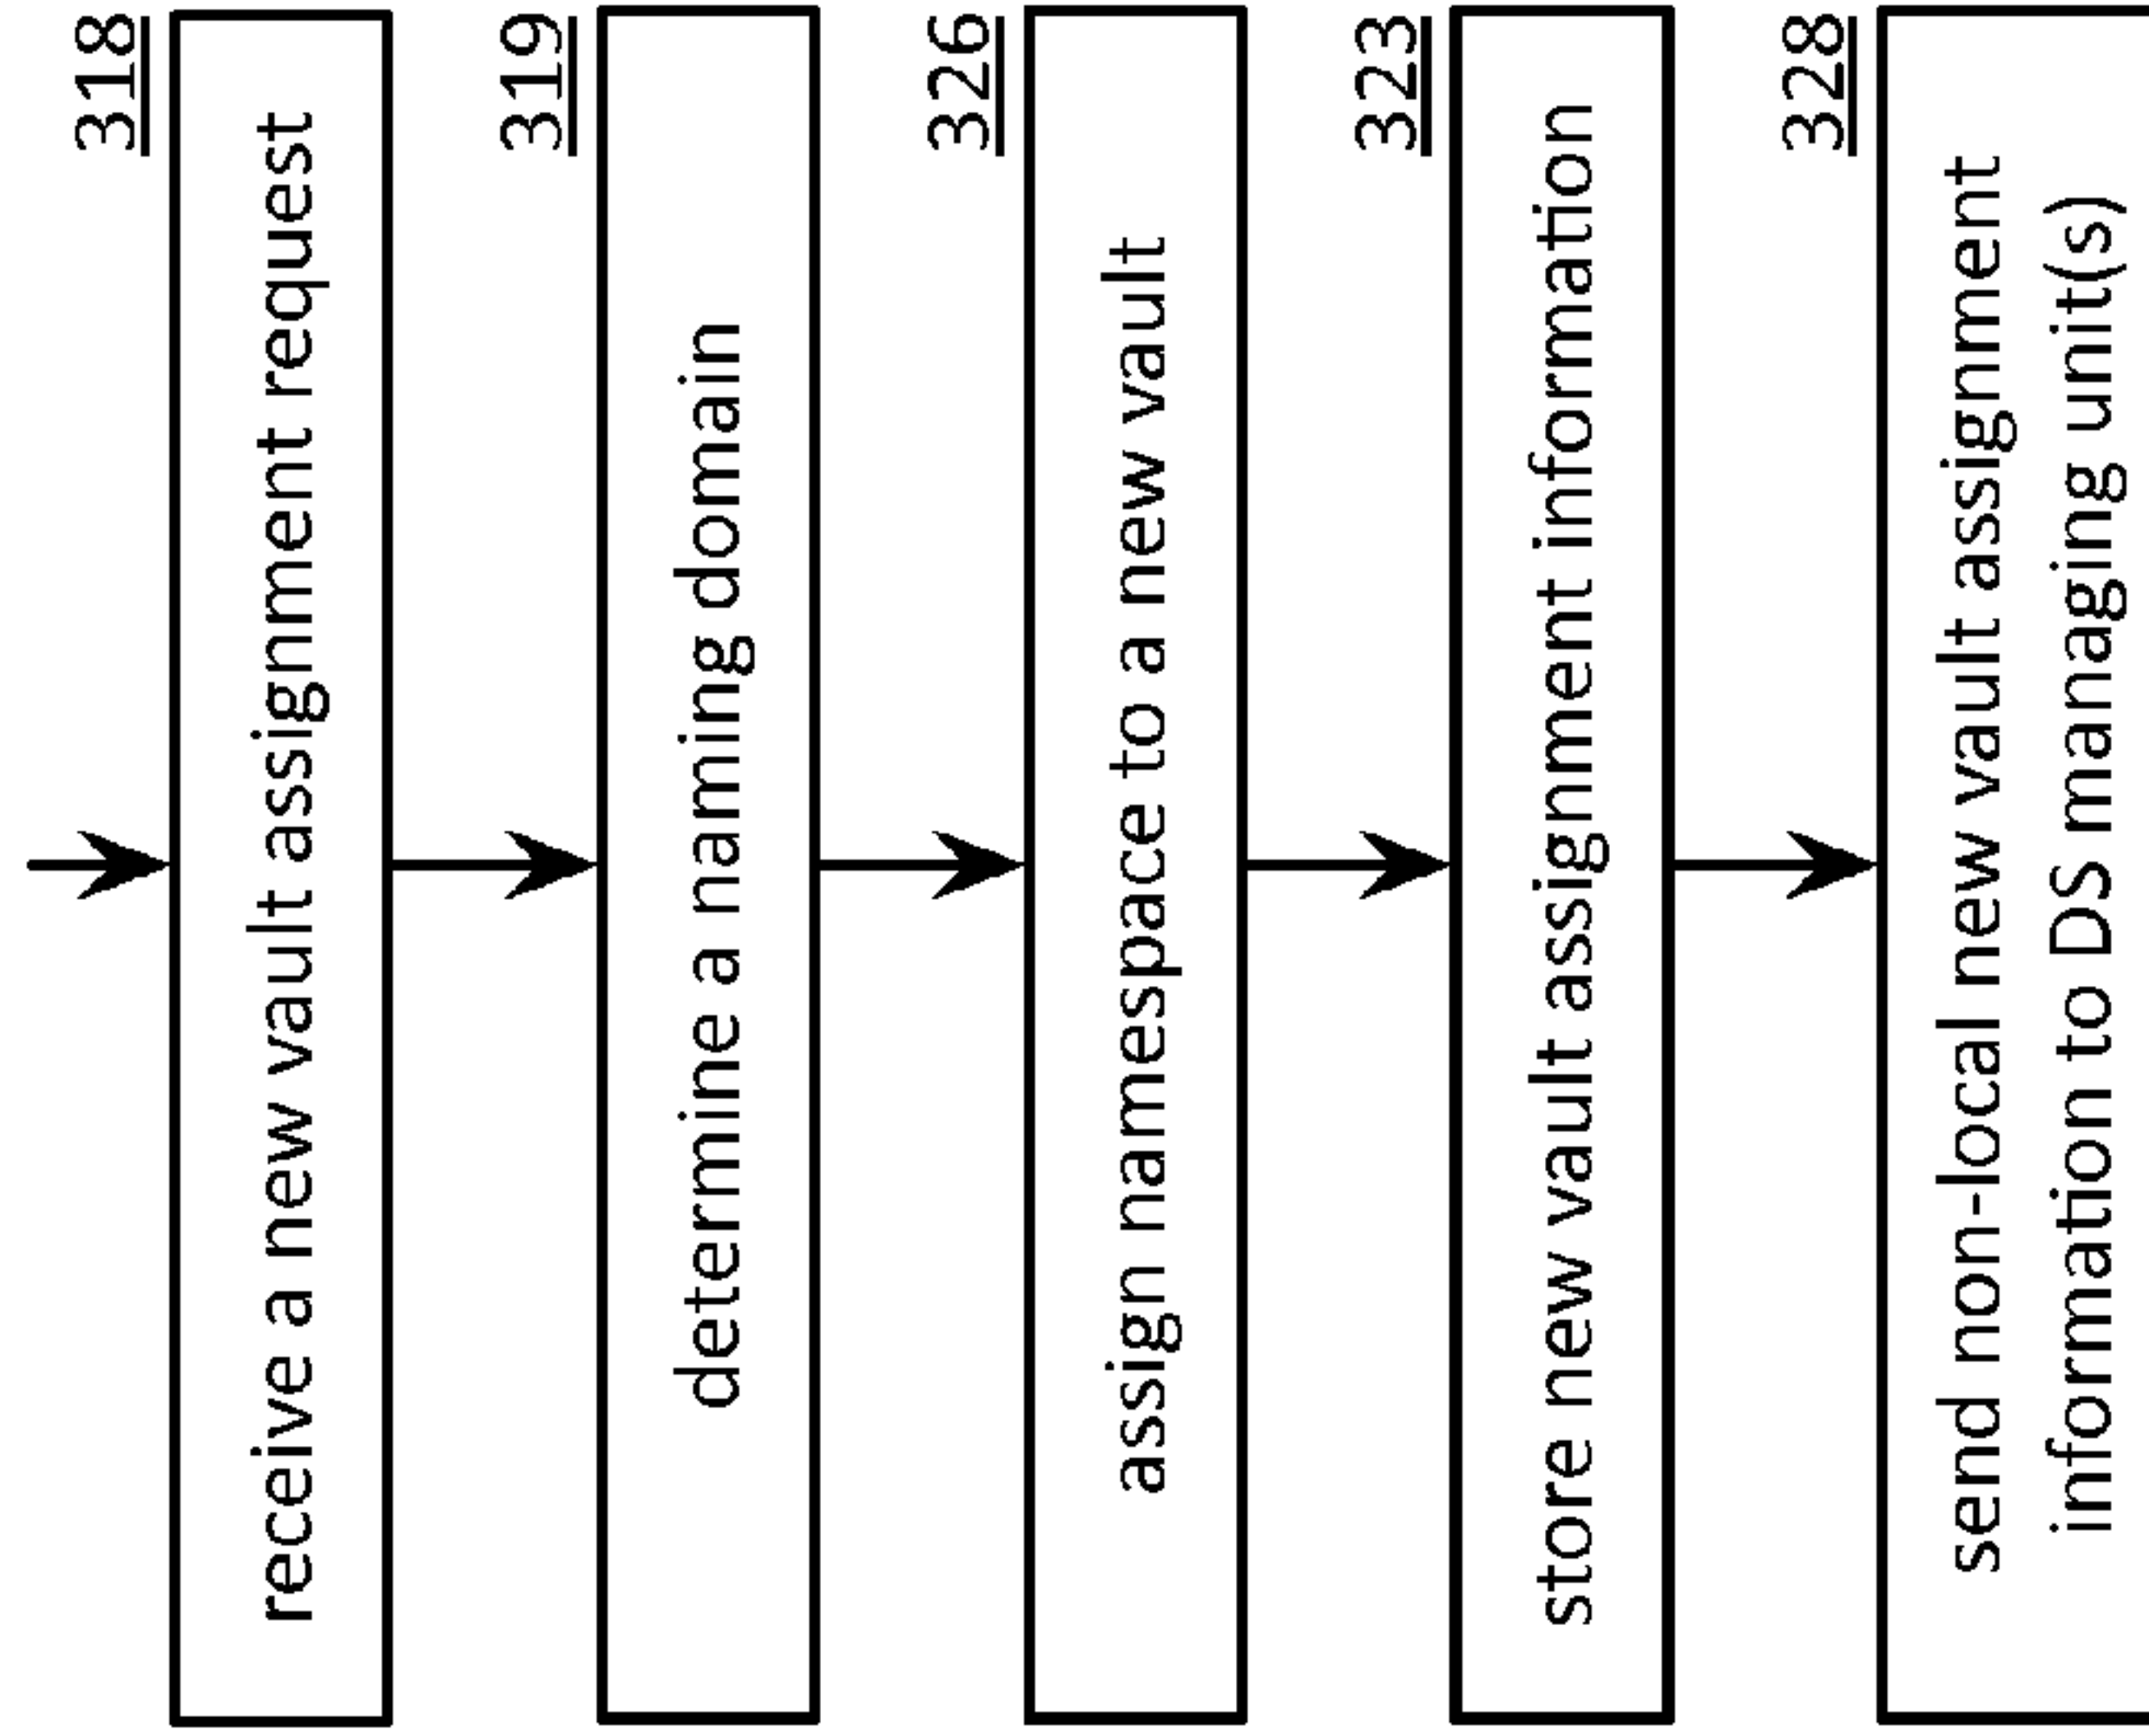 318
receive a new vault assignment request
319
determine a naming domain
326
assign namespace to a new vault
323
store new vault assignment information
328
send non-local new vault assignment
information to DS managing unit(s)